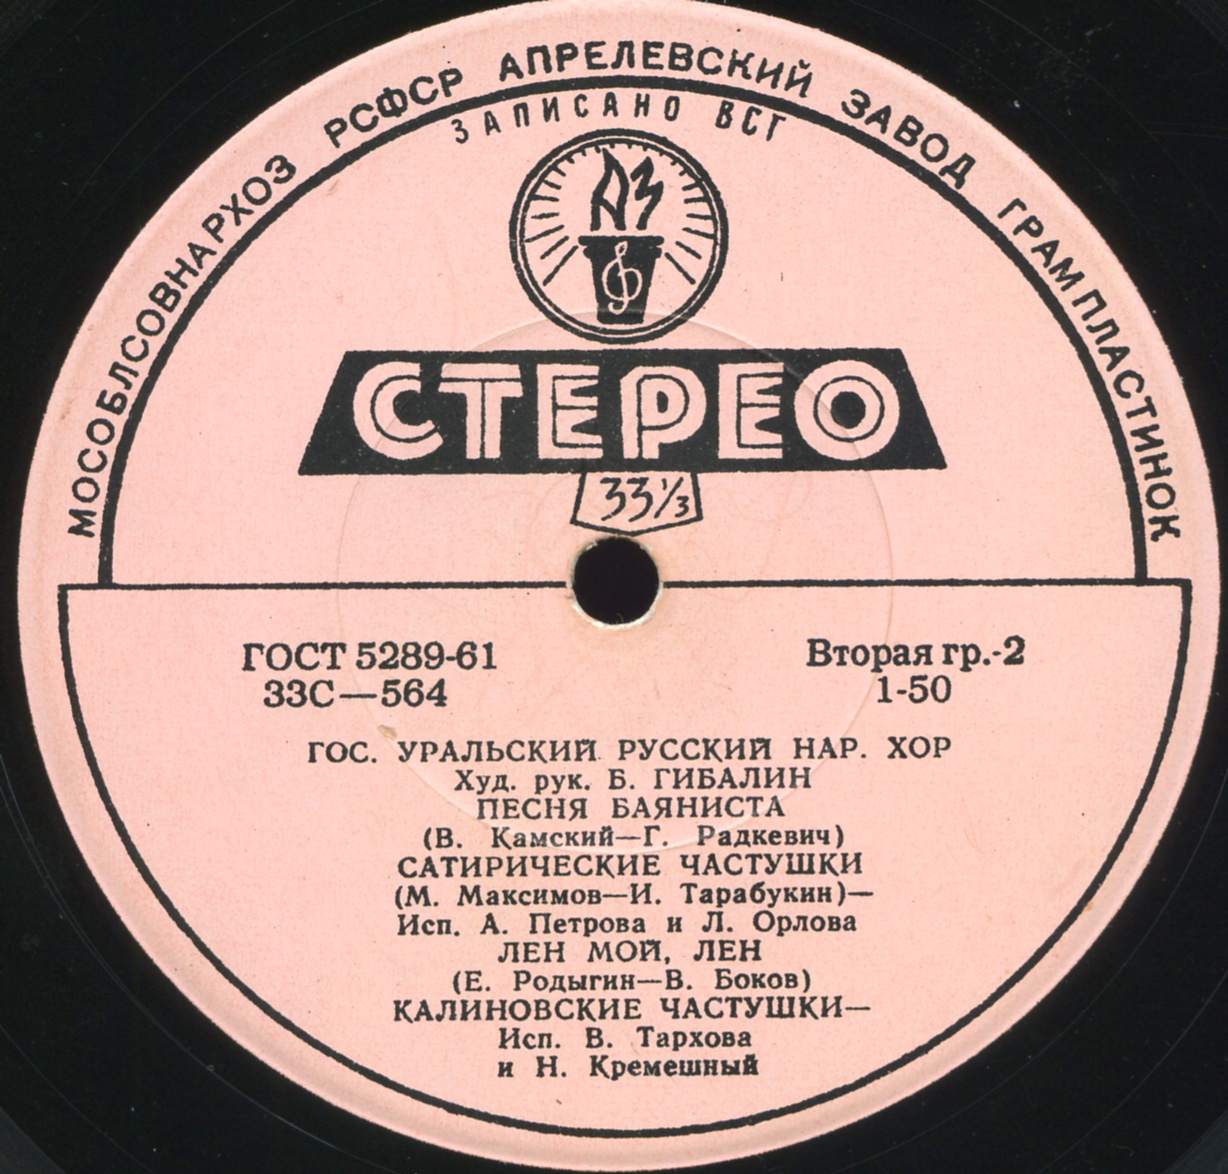 МОСОБЛСОВНАРХОЗ РСФСР АПРЕЛЕВСКИЙ ЗАВОД ГРАМПЛАСТИНОК
ЗАПИСАНО ВСГ
АЗ
СТЕРЕО
33⅓
ГОСТ 5289-61
33С—564
Вторая гр.-2
1-50
ГОС. УРАЛЬСКИЙ РУССКИЙ НАР. ХОР
Худ. рук. Б. ГИБАЛИН
ПЕСНЯ БАЯНИСТА
(В. Камский—Г. Радкевич)
САТИРИЧЕСКИЕ ЧАСТУШКИ
(М. Максимов—И. Тарабукин)—
Исп. А. Петрова и Л. Орлова
ЛЕН МОЙ, ЛЕН
(Е. Родыгин—В. Боков)
КАЛИНОВСКИЕ ЧАСТУШКИ—
Исп. В. Тархова
и Н. Кремешный